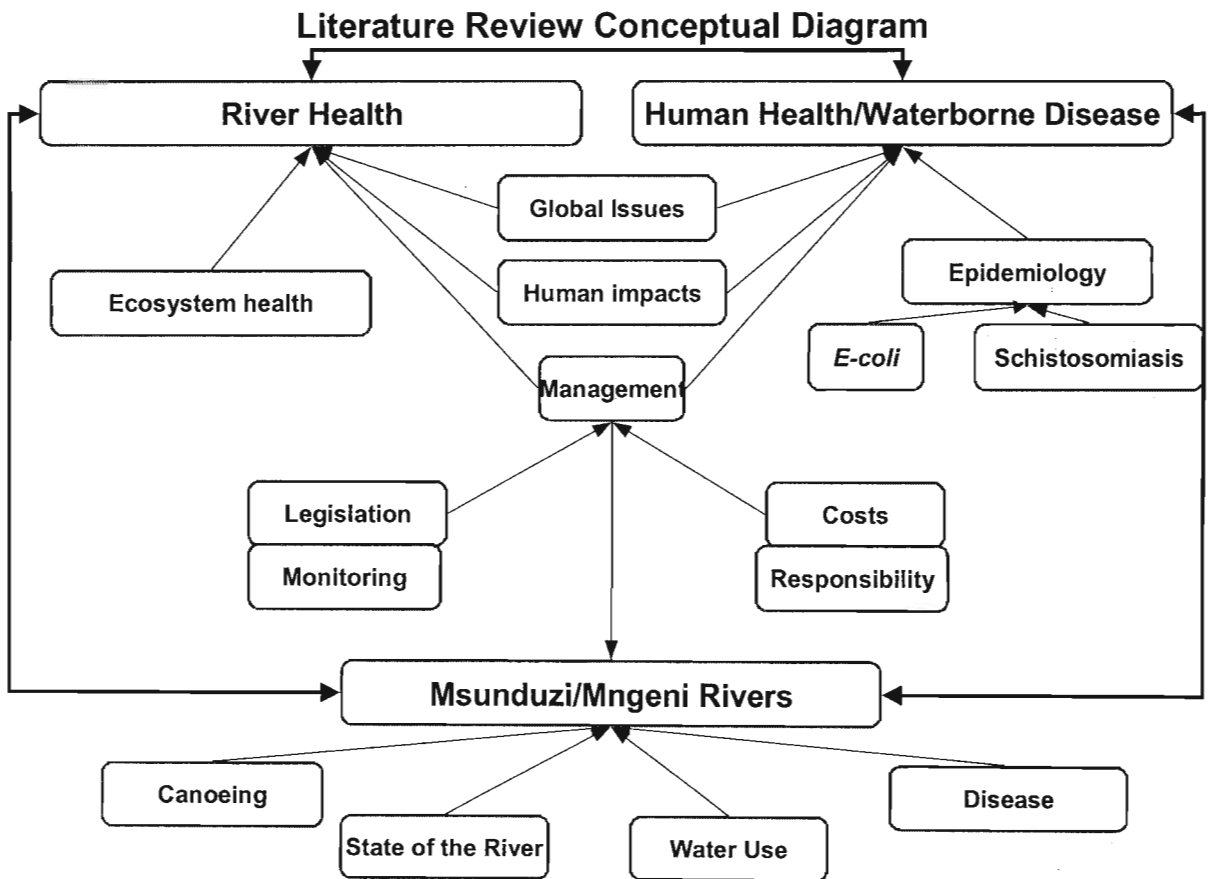 Literature Review Conceptual Diagram
River Health
Human Health/Waterborne Disease
Global Issues
Epidemiology
Ecosystem health
Human impacts
E-coli
Schistosomiasis
Management
Legislation
Costs
Monitoring
Responsibility
Msunduzi/Mngeni Rivers
Canoeing
Disease
State of the River
Water Use